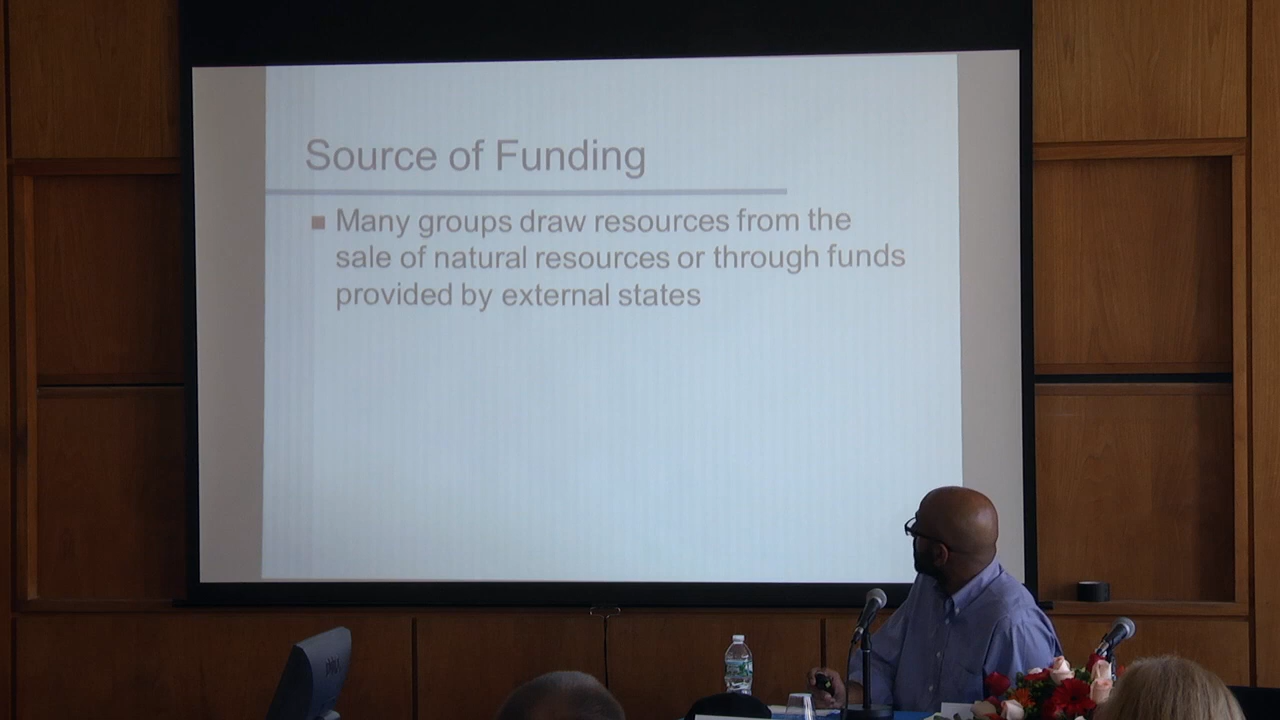 Source of Funding
Many groups draw resources from the
sale of natural resources or through funds
provided by external states